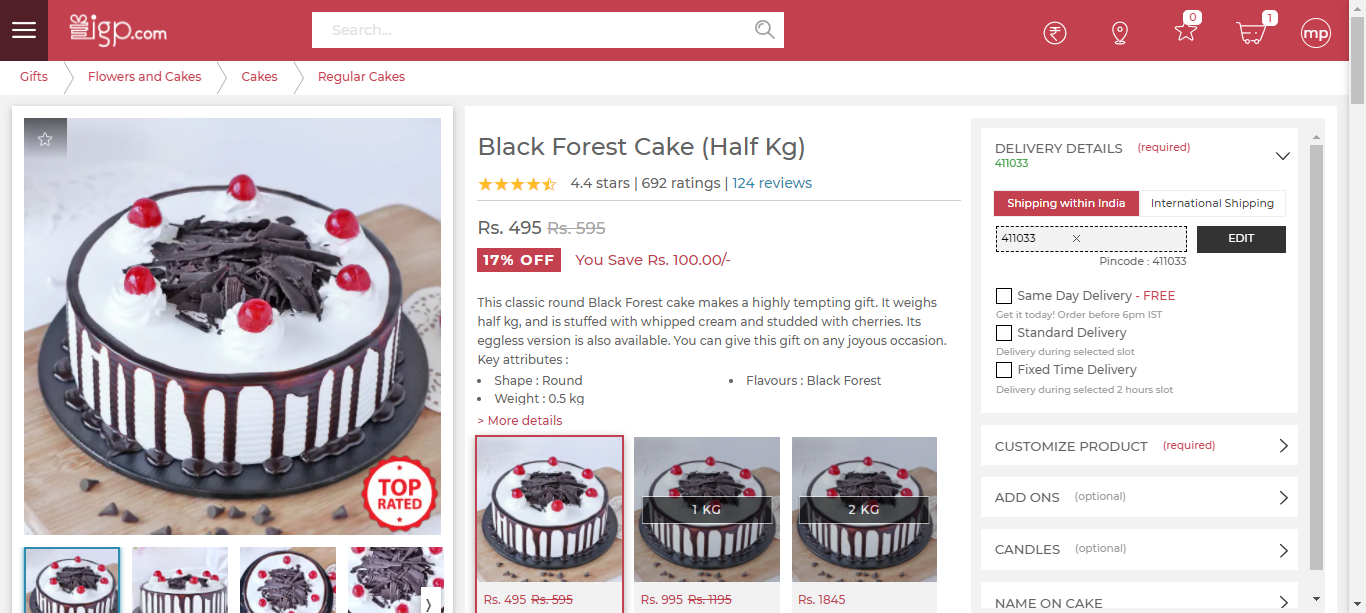 igp.com
Search...
0
1
mp
Gifts
Flowers and Cakes
Cakes
Regular Cakes
TOP
RATED
Black Forest Cake (Half Kg)
4.4 stars | 692 ratings | 124 reviews
Rs. 495 Rs. 595
17% OFF You Save Rs. 100.00/-
This classic round Black Forest cake makes a highly tempting gift. It weighs
half kg, and is stuffed with whipped cream and studded with cherries. Its
eggless version is also available. You can give this gift on any joyous occasion.
Key attributes :
• Shape : Round
• Flavours : Black Forest
• Weight : 0.5 kg
> More details
1 KG
2 KG
Rs. 495 Rs. 595
Rs. 995 Rs. 1195
Rs. 1845
DELIVERY DETAILS (required)
411033
Shipping within India
International Shipping
411033
EDIT
Pincode : 411033
Same Day Delivery - FREE
Get it today! Order before 6pm IST
Standard Delivery
Delivery during selected slot
Fixed Time Delivery
Delivery during selected 2 hours slot
CUSTOMIZE PRODUCT (required)
ADD ONS (optional)
CANDLES (optional)
NAME ON CAKE